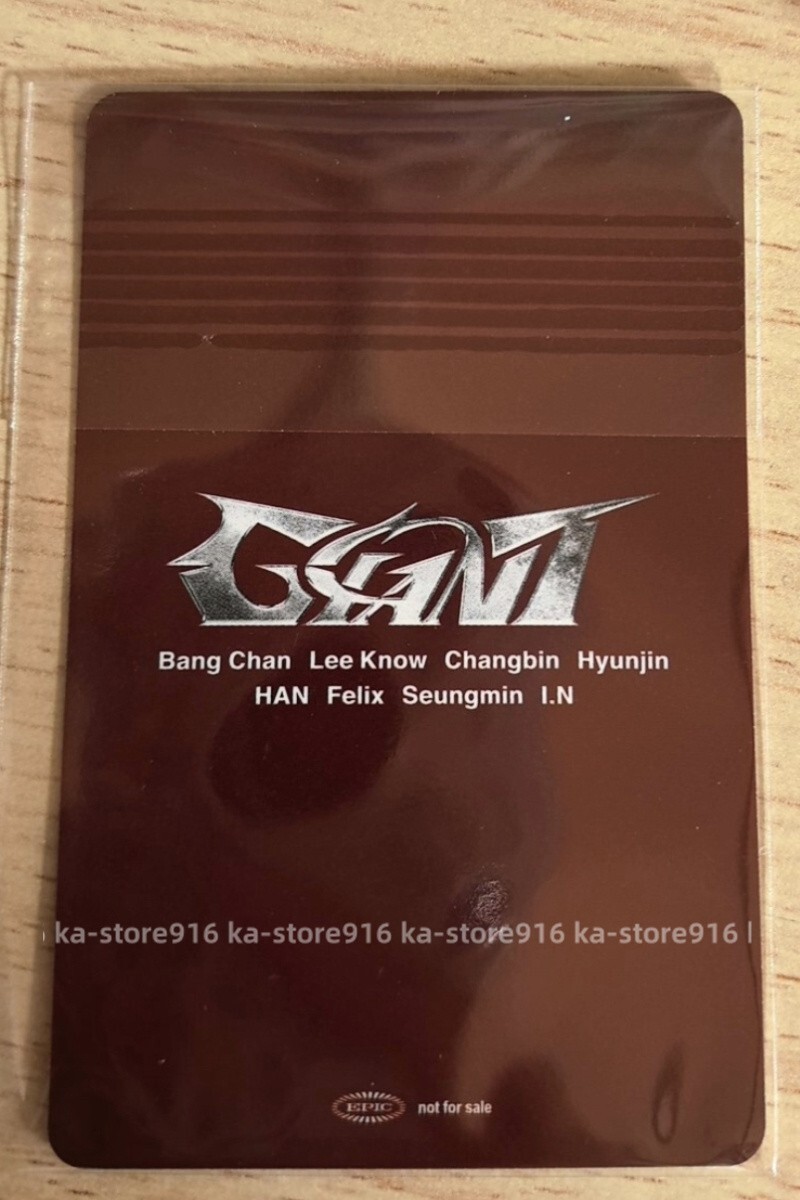 GIANT
Bang Chan Lee Know Changbin Hyunjin
HAN Felix Seungmin I.N
ka-store916 ka-store916 ka-store916 ka-store916
EPIC not for sale